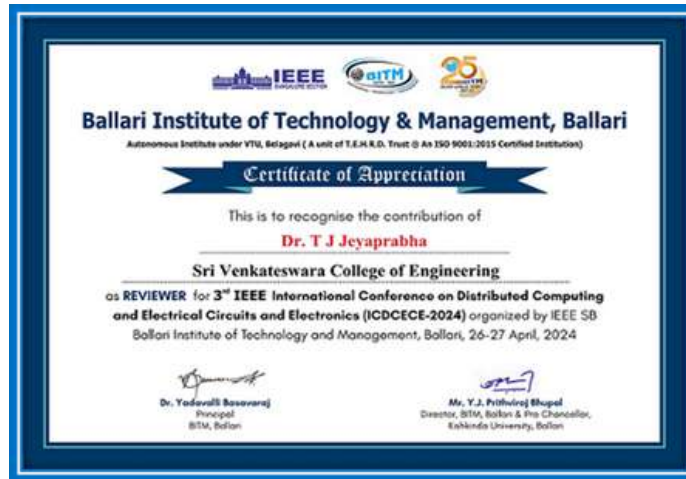 IEEE
BANGALORE SECTION
BITM
25
Ballari Institute of Technology & Management, Ballari
Autonomous Institute under VTU, Belagavi ( A unit of T.E.H.R.D. Trust ® An ISO 9001:2015 Certified Institution)
Certificate of Appreciation
This is to recognise the contribution of
Dr. T J Jeyaprabha
Sri Venkateswara College of Engineering
as REVIEWER for 3rd IEEE International Conference on Distributed Computing
and Electrical Circuits and Electronics (ICDCECE-2024) organized by IEEE SB
Ballari Institute of Technology and Management, Ballari, 26-27 April, 2024
Dr. Yadavalli Basavaraj
Principal
BITM, Ballari
Mr. Y.J. Prithviraj Bhupal
Director, BITM, Ballari & Pro Chancellor,
Kishkinda University, Ballari